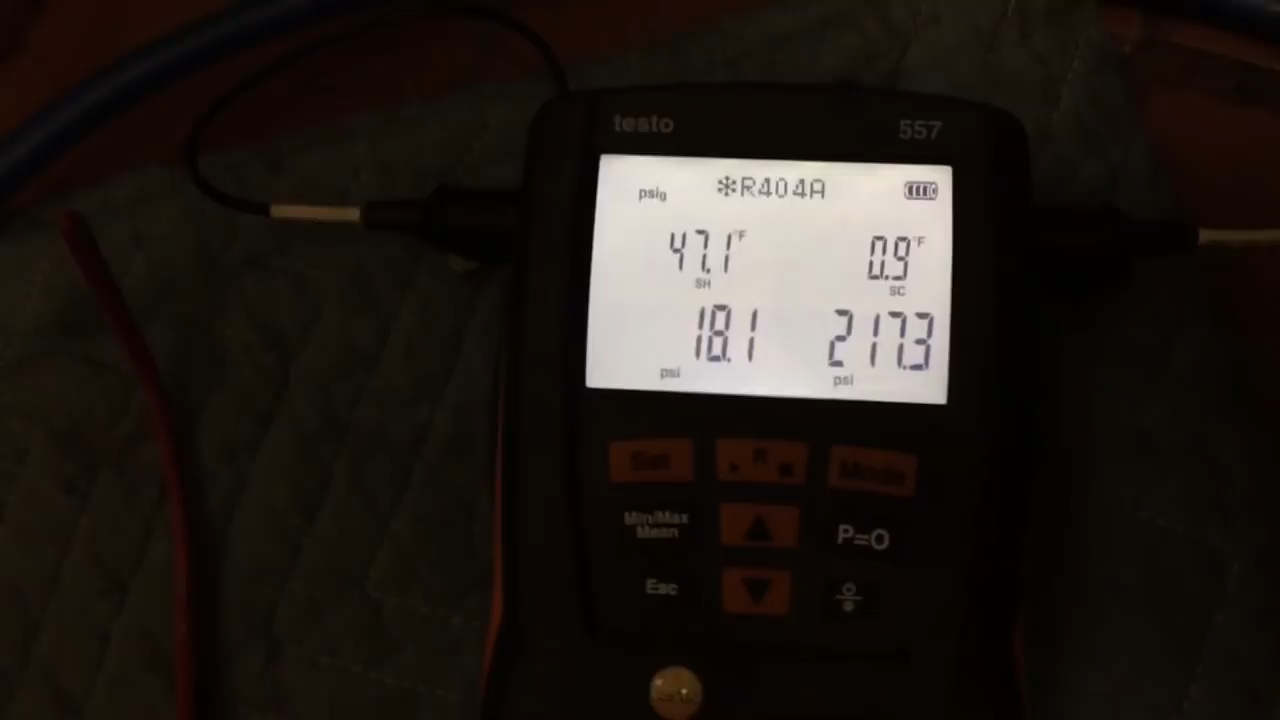 testo 557
psig ❄R404A
47.1°F 0.9°F
SH SC
18.1 217.3
psi psi
Set R Mode
Min/Max
Mean
P=O
Esc